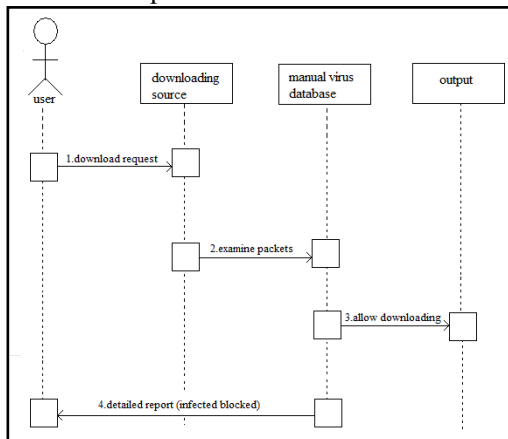 user
downloading
source
manual virus
database
output
1.download request
2.examine packets
3.allow downloading
4.detailed report (infected blocked)